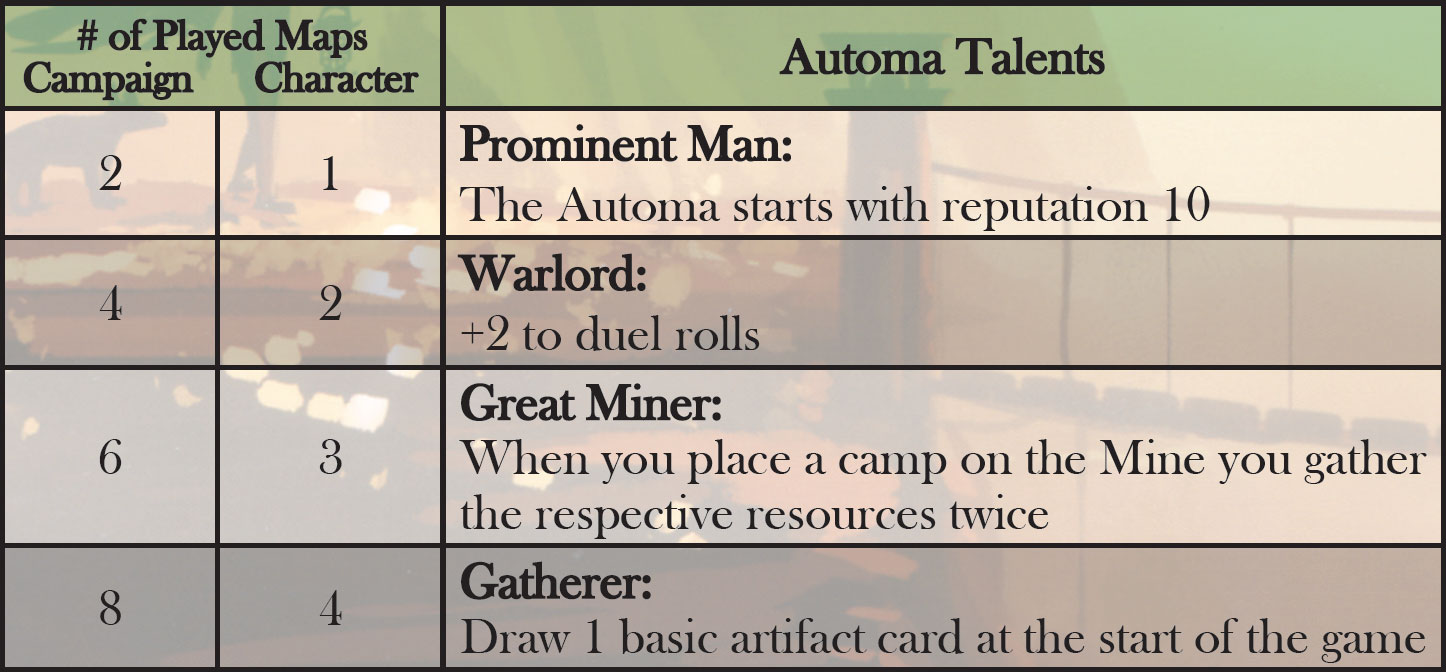 # of Played Maps
Campaign Character
Automa Talents
2 1
Prominent Man:
The Automa starts with reputation 10
4 2
Warlord:
+2 to duel rolls
6 3
Great Miner:
When you place a camp on the Mine you gather
the respective resources twice
8 4
Gatherer:
Draw 1 basic artifact card at the start of the game